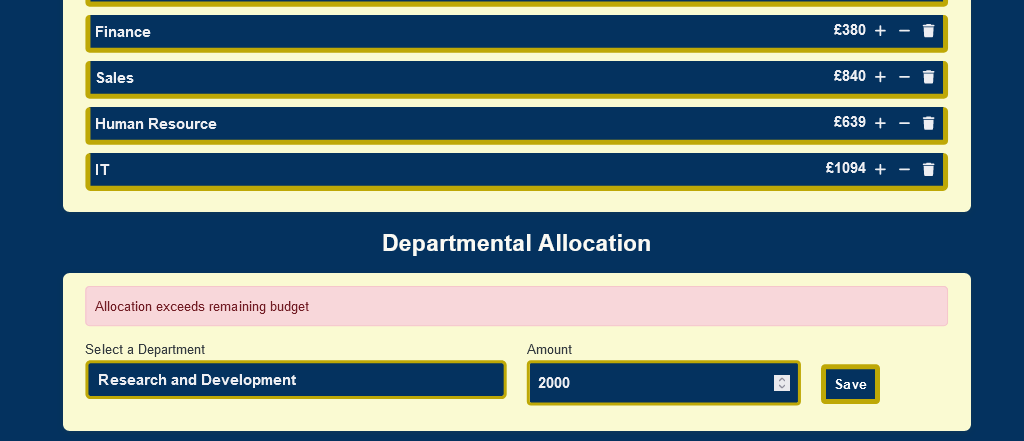 Finance £380 + −
Sales £840 + −
Human Resource £639 + −
IT £1094 + −
Departmental Allocation
Allocation exceeds remaining budget
Select a Department Amount
Research and Development 2000 Save